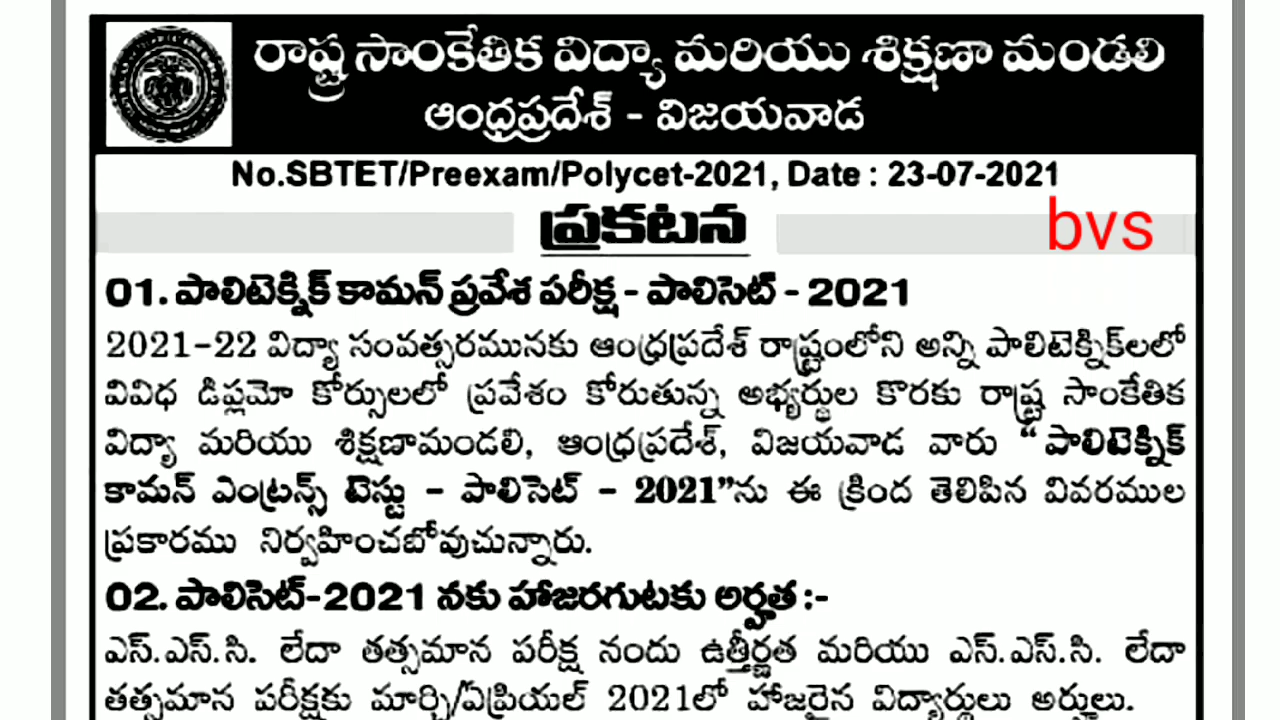 రాష్ట్ర సాంకేతిక విద్యా మరియు శిక్షణా మండలి
ఆంధ్రప్రదేశ్ - విజయవాడ
No.SBTET/Preexam/Polycet-2021, Date : 23-07-2021
ప్రకటన
bvs
01. పాలిటెక్నిక్ కామన్ ప్రవేశ పరీక్ష - పాలిసెట్ - 2021
2021-22 విద్యా సంవత్సరమునకు ఆంధ్రప్రదేశ్ రాష్ట్రంలోని అన్ని పాలిటెక్నిక్‌లలో
వివిధ డిప్లమో కోర్సులలో ప్రవేశం కోరుతున్న అభ్యర్థుల కొరకు రాష్ట్ర సాంకేతిక
విద్యా మరియు శిక్షణామండలి, ఆంధ్రప్రదేశ్, విజయవాడ వారు “ పాలిటెక్నిక్
కామన్ ఎంట్రన్స్ టెస్టు - పాలిసెట్ - 2021”ను ఈ క్రింద తెలిపిన వివరముల
ప్రకారము నిర్వహించబోవుచున్నారు.
02. పాలిసెట్-2021 నకు హాజరగుటకు అర్హత :-
ఎస్.ఎస్.సి. లేదా తత్సమాన పరీక్ష నందు ఉత్తీర్ణత మరియు ఎస్.ఎస్.సి. లేదా
తత్సమాన పరీక్షకు మార్చి/ఏప్రియల్ 2021లో హాజరైన విద్యార్థులు అర్హులు.